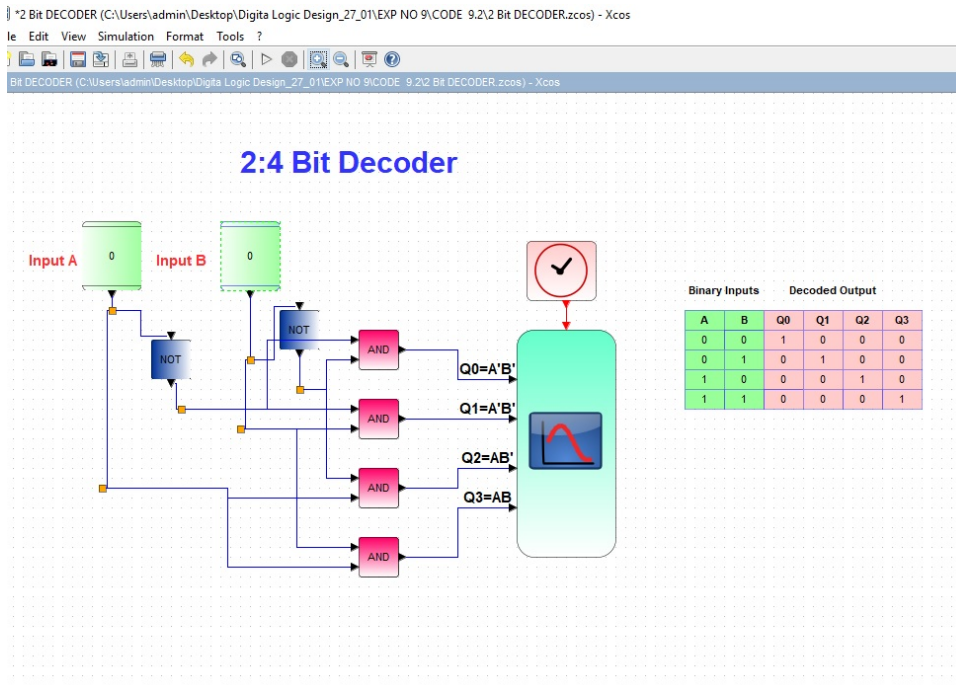 *2 Bit DECODER (C:\Users\admin\Desktop\Digita Logic Design_27_01\EXP NO 9\CODE 9.2\2 Bit DECODER.zcos) - Xcos
le Edit View Simulation Format Tools ?
Bit DECODER (C:\Users\admin\Desktop\Digita Logic Design_27_01\EXP NO 9\CODE 9.2\2 Bit DECODER.zcos) - Xcos
2:4 Bit Decoder
Input A
0
Input B
0
NOT
NOT
AND
AND
AND
AND
Q0=A'B'
Q1=A'B'
Q2=AB'
Q3=AB
Binary Inputs Decoded Output
A B Q0 Q1 Q2 Q3
0 0 1 0 0 0
0 1 0 1 0 0
1 0 0 0 1 0
1 1 0 0 0 1